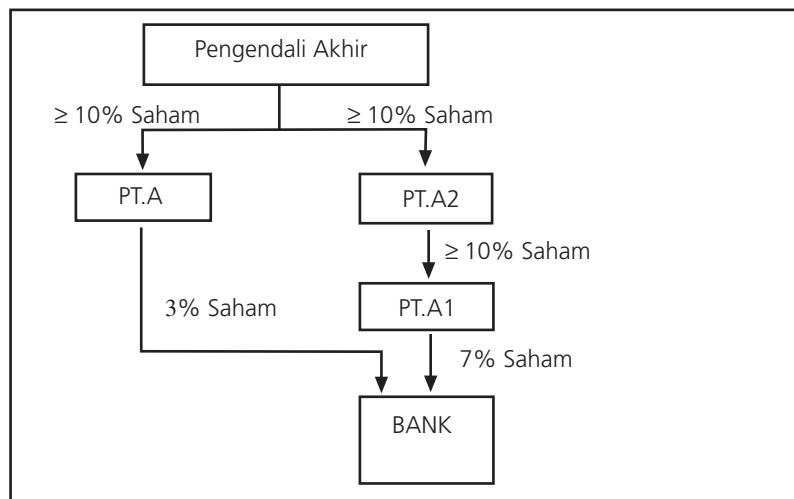 Pengendali Akhir
≥ 10% Saham
≥ 10% Saham
PT.A
PT.A2
≥ 10% Saham
PT.A1
3% Saham
7% Saham
BANK